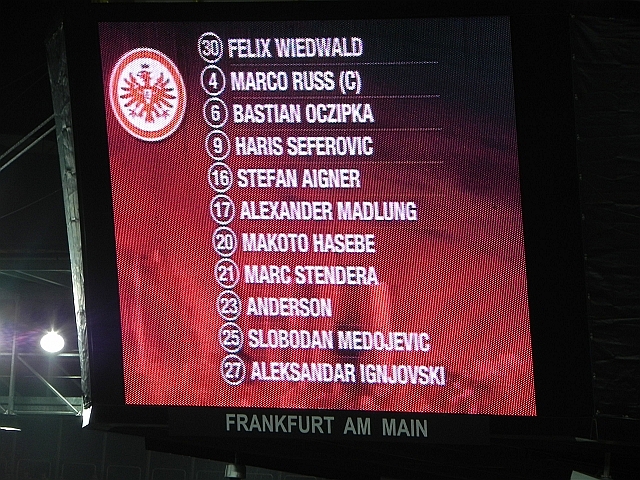 30 FELIX WIEDWALD
4 MARCO RUSS (C)
6 BASTIAN OCZIPKA
9 HARIS SEFEROVIC
16 STEFAN AIGNER
17 ALEXANDER MADLUNG
20 MAKOTO HASEBE
21 MARC STENDERA
23 ANDERSON
25 SLOBODAN MEDOJEVIC
27 ALEKSANDAR IGNJOVSKI
FRANKFURT AM MAIN